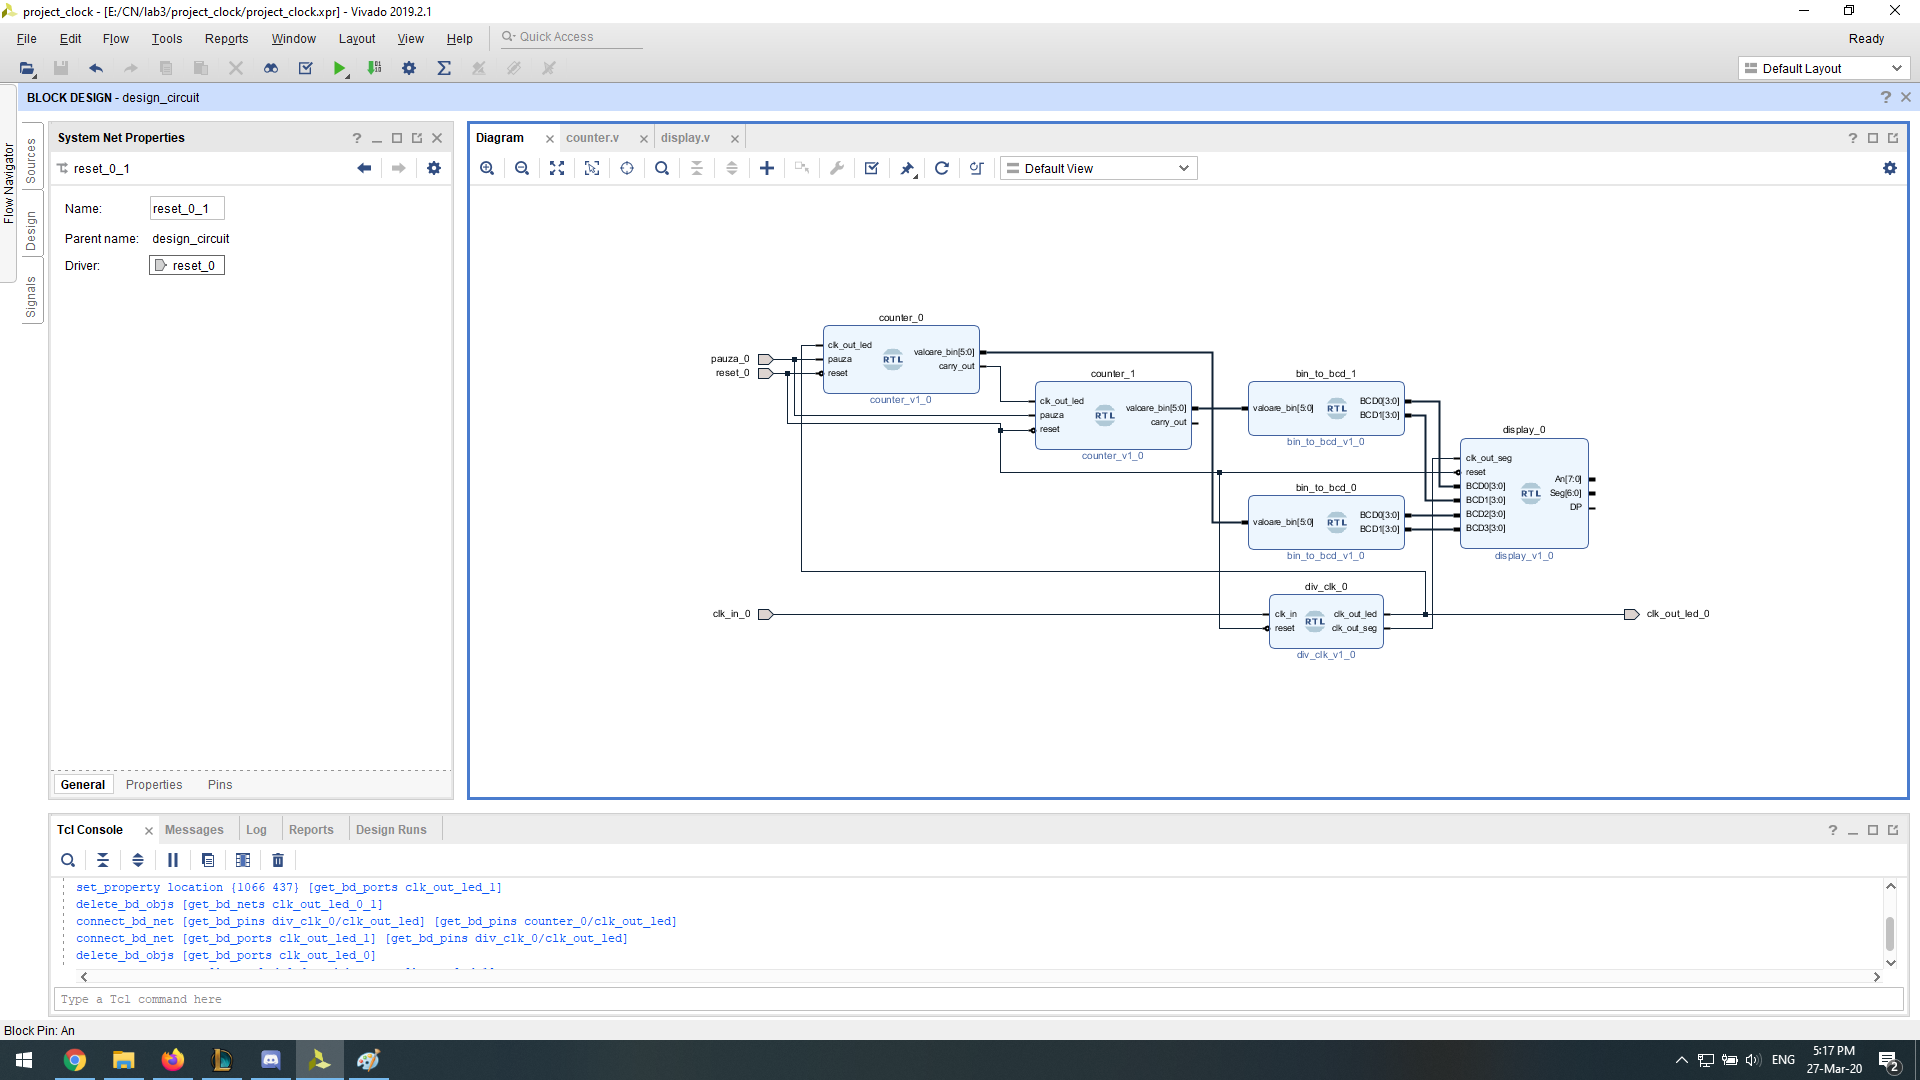 project_clock - [E:/CN/lab3/project_clock/project_clock.xpr] - Vivado 2019.2.1
File Edit Flow Tools Reports Window Layout View Help Quick Access Ready
Default Layout
BLOCK DESIGN - design_circuit
Flow Navigator
Sources
Design
Signals
System Net Properties
reset_0_1
Name: reset_0_1
Parent name: design_circuit
Driver: reset_0
General Properties Pins
Diagram counter.v display.v
Default View
pauza_0
reset_0
clk_in_0
counter_0
clk_out_led
pauza
reset
RTL
valoare_bin[5:0]
carry_out
counter_v1_0
counter_1
clk_out_led
pauza
reset
RTL
valoare_bin[5:0]
carry_out
counter_v1_0
bin_to_bcd_1
valoare_bin[5:0]
RTL
BCD0[3:0]
BCD1[3:0]
bin_to_bcd_v1_0
bin_to_bcd_0
valoare_bin[5:0]
RTL
BCD0[3:0]
BCD1[3:0]
bin_to_bcd_v1_0
display_0
clk_out_seg
reset
BCD0[3:0]
BCD1[3:0]
BCD2[3:0]
BCD3[3:0]
RTL
An[7:0]
Seg[6:0]
DP
display_v1_0
div_clk_0
clk_in
reset
RTL
clk_out_led
clk_out_seg
div_clk_v1_0
clk_out_led_0
Tcl Console Messages Log Reports Design Runs
set_property location {1066 437} [get_bd_ports clk_out_led_1]
delete_bd_objs [get_bd_nets clk_out_led_0_1]
connect_bd_net [get_bd_pins div_clk_0/clk_out_led] [get_bd_pins counter_0/clk_out_led]
connect_bd_net [get_bd_ports clk_out_led_1] [get_bd_pins div_clk_0/clk_out_led]
delete_bd_objs [get_bd_ports clk_out_led_0]
Type a Tcl command here
Block Pin: An
ENG
5:17 PM
27-Mar-20
2